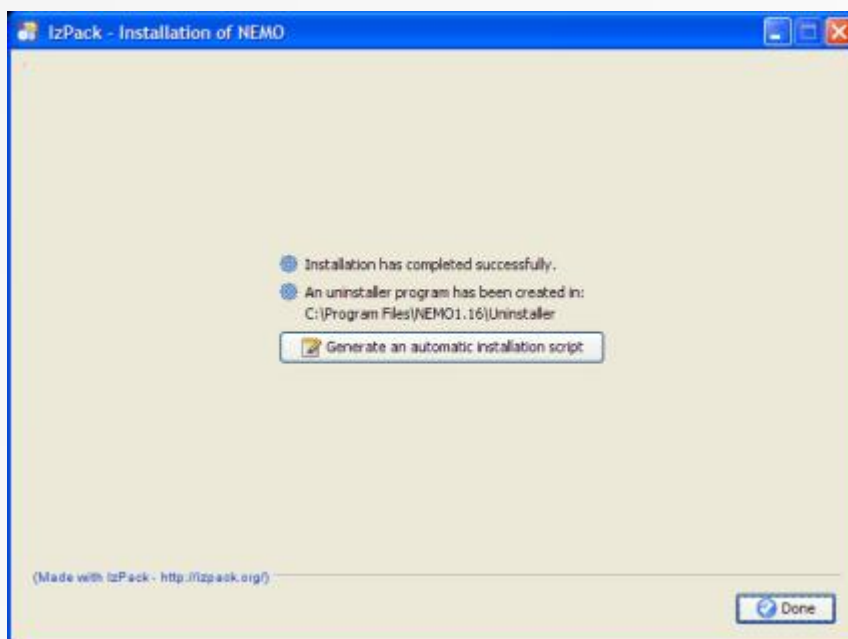 IzPack - Installation of NEMO
Installation has completed successfully.
An uninstaller program has been created in:
C:\Program Files\NEMO1.16\Uninstaller
Generate an automatic installation script
(Made with IzPack - http://izpack.org/)
Done